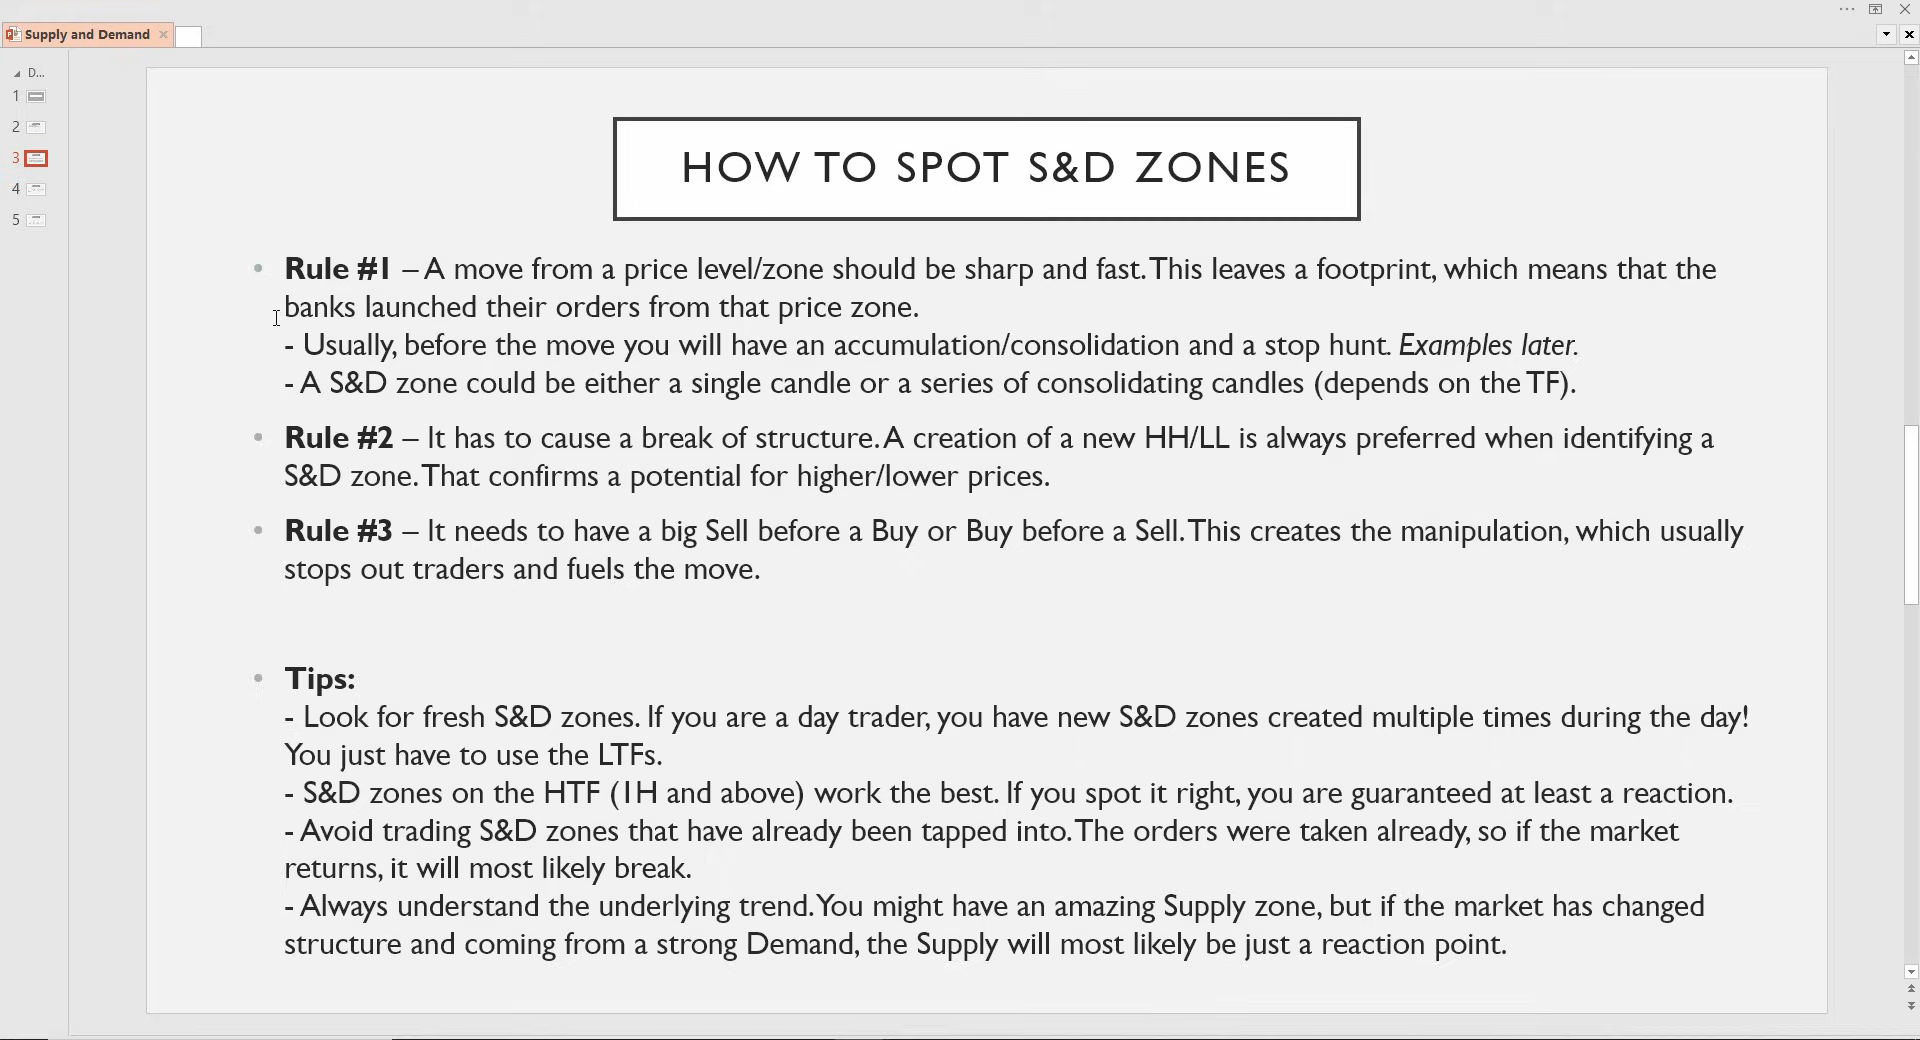 Supply and Demand
D...
1
2
3
4
5
HOW TO SPOT S&D ZONES
• Rule #1 – A move from a price level/zone should be sharp and fast. This leaves a footprint, which means that the
banks launched their orders from that price zone.
- Usually, before the move you will have an accumulation/consolidation and a stop hunt. Examples later.
- A S&D zone could be either a single candle or a series of consolidating candles (depends on the TF).
• Rule #2 – It has to cause a break of structure. A creation of a new HH/LL is always preferred when identifying a
S&D zone. That confirms a potential for higher/lower prices.
• Rule #3 – It needs to have a big Sell before a Buy or Buy before a Sell. This creates the manipulation, which usually
stops out traders and fuels the move.
• Tips:
- Look for fresh S&D zones. If you are a day trader, you have new S&D zones created multiple times during the day!
You just have to use the LTFs.
- S&D zones on the HTF (1H and above) work the best. If you spot it right, you are guaranteed at least a reaction.
- Avoid trading S&D zones that have already been tapped into. The orders were taken already, so if the market
returns, it will most likely break.
- Always understand the underlying trend. You might have an amazing Supply zone, but if the market has changed
structure and coming from a strong Demand, the Supply will most likely be just a reaction point.